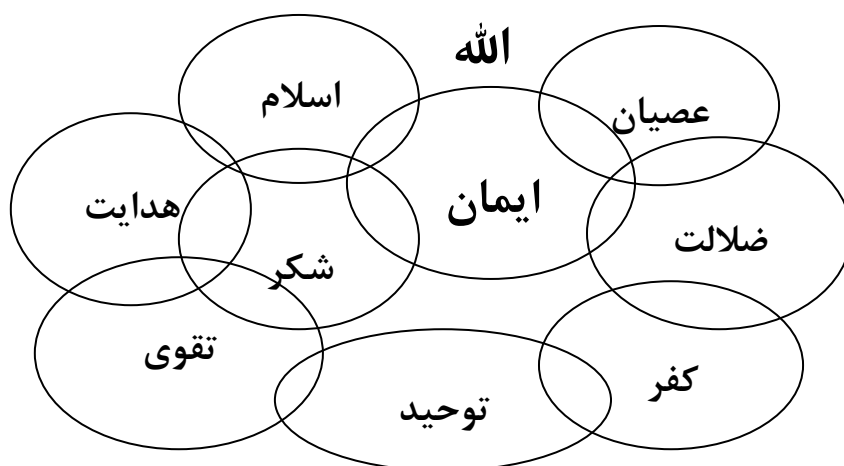 الله
اسلام
عصیان
ایمان
هدایت
ضلالت
شکر
تقوی
کفر
توحید